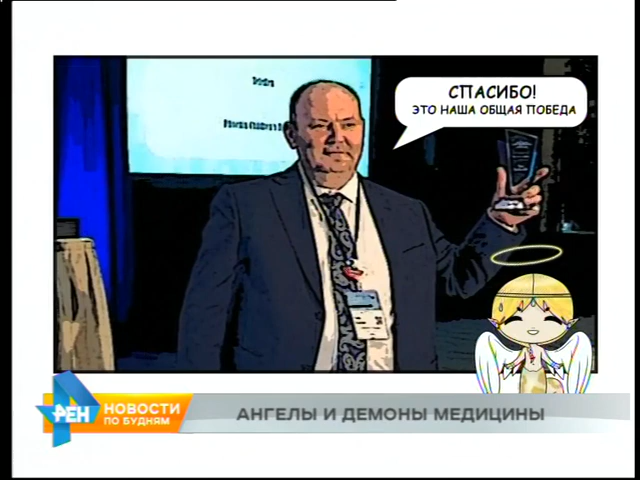 СПАСИБО!
ЭТО НАША ОБЩАЯ ПОБЕДА
РЕН
НОВОСТИ
ПО БУДНЯМ
АНГЕЛЫ И ДЕМОНЫ МЕДИЦИНЫ